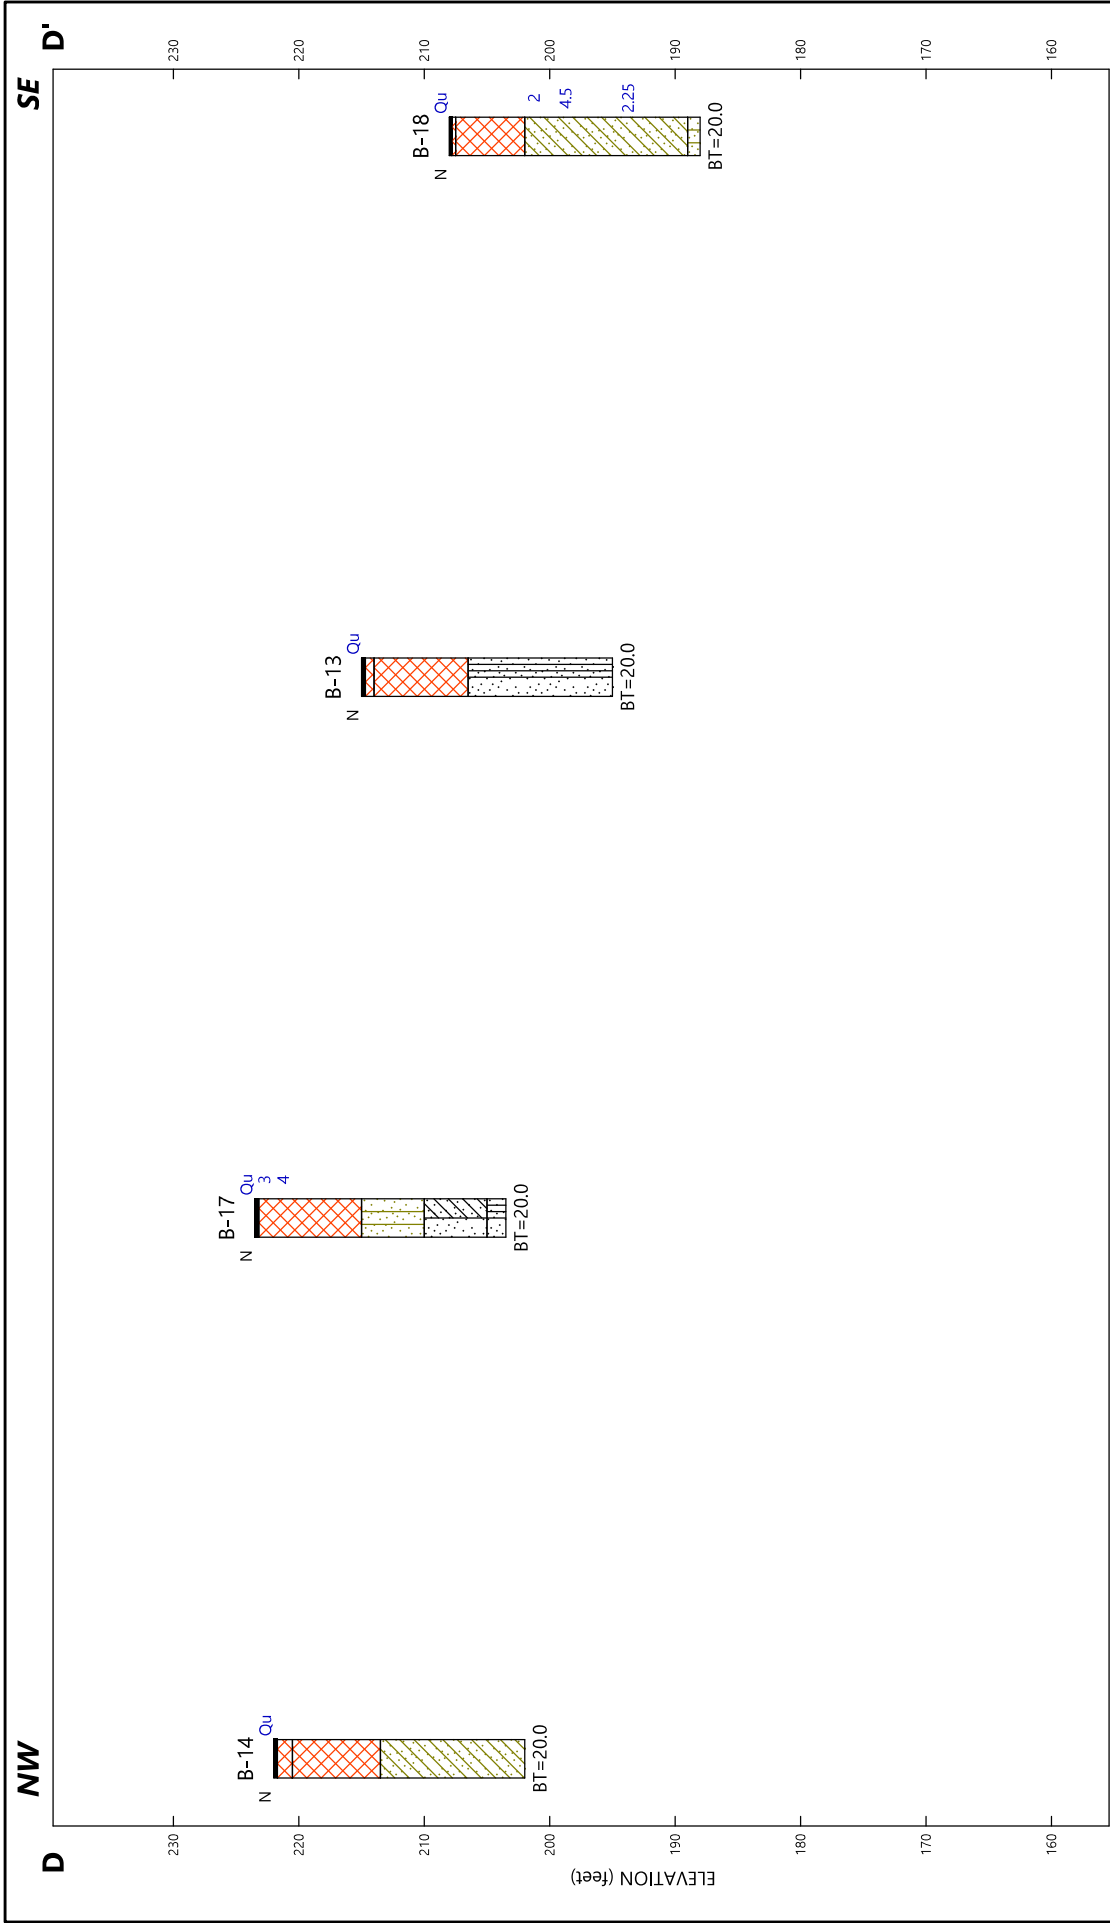 NW
SE
D
D'
230
220
210
200
190
180
170
160
ELEVATION (feet)
230
220
210
200
190
180
170
160
B-14
N
Qu
BT=20.0
B-17
N
Qu
3
4
BT=20.0
B-13
N
Qu
BT=20.0
B-18
N
Qu
2
4.5
2.25
BT=20.0